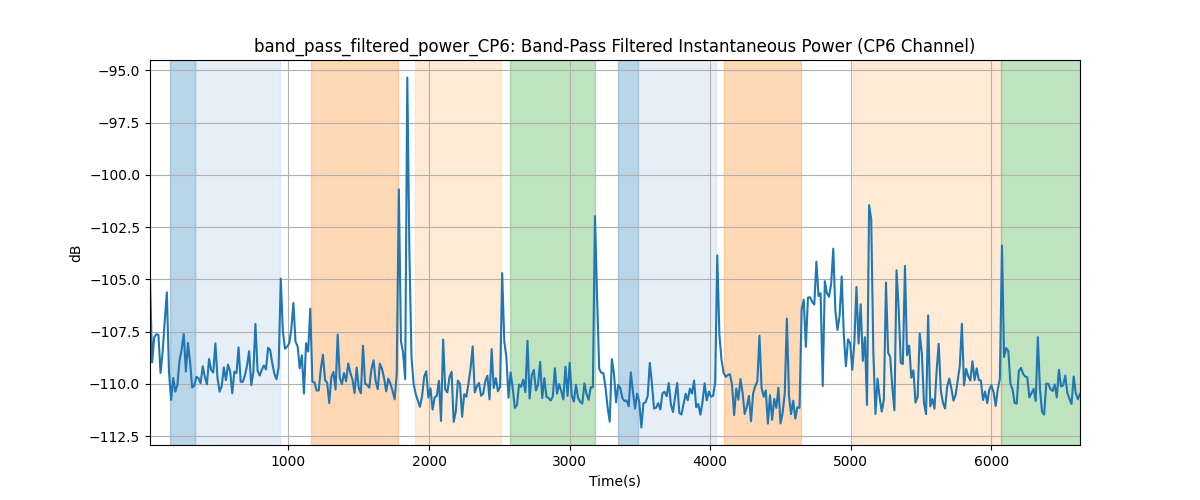 band_pass_filtered_power_CP6: Band-Pass Filtered Instantaneous Power (CP6 Channel)
−95.0
−97.5
−100.0
−102.5
−105.0
−107.5
−110.0
−112.5
dB
1000 2000 3000 4000 5000 6000
Time(s)